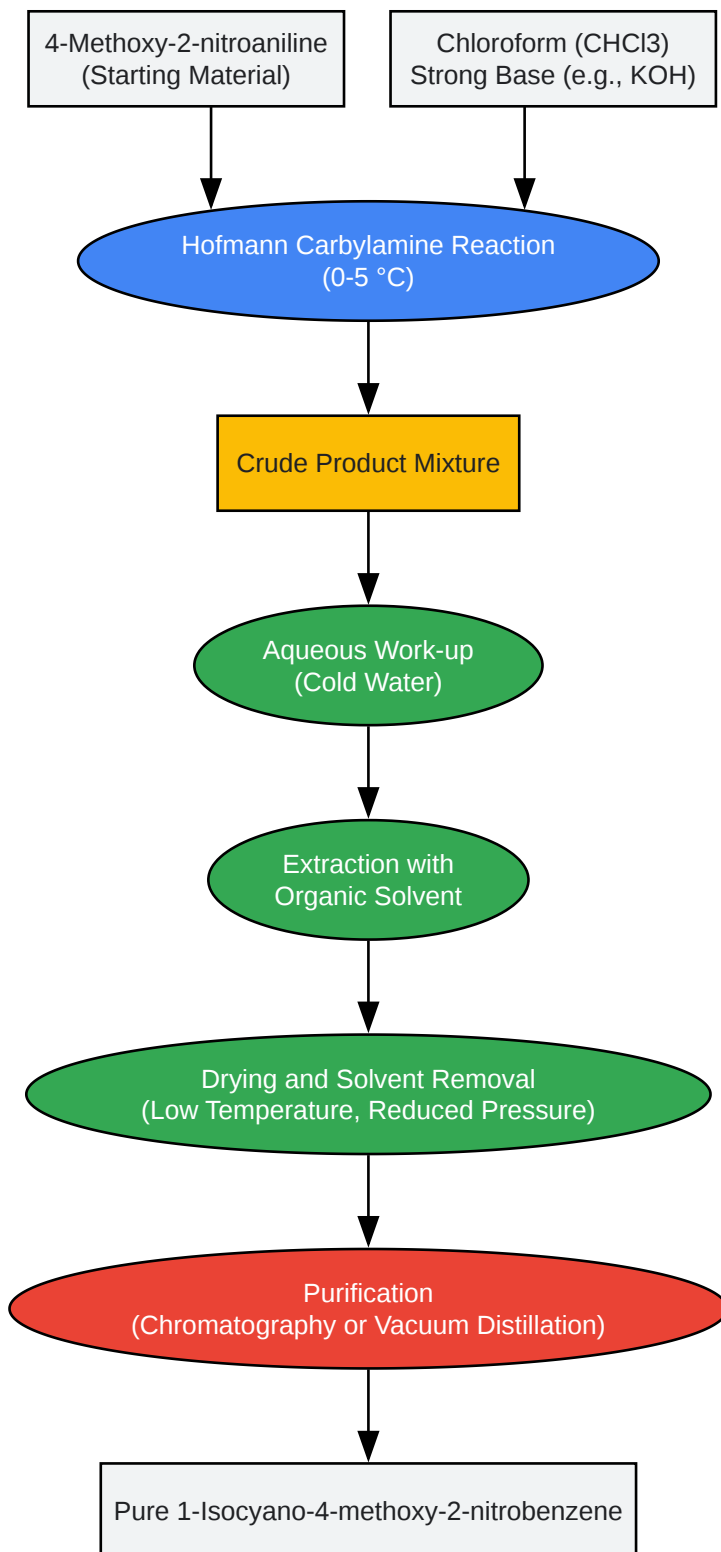 4-Methoxy-2-nitroaniline
(Starting Material)
Chloroform (CHCl3)
Strong Base (e.g., KOH)
Hofmann Carbylamine Reaction
(0-5 °C)
Crude Product Mixture
Aqueous Work-up
(Cold Water)
Extraction with
Organic Solvent
Drying and Solvent Removal
(Low Temperature, Reduced Pressure)
Purification
(Chromatography or Vacuum Distillation)
Pure 1-Isocyano-4-methoxy-2-nitrobenzene